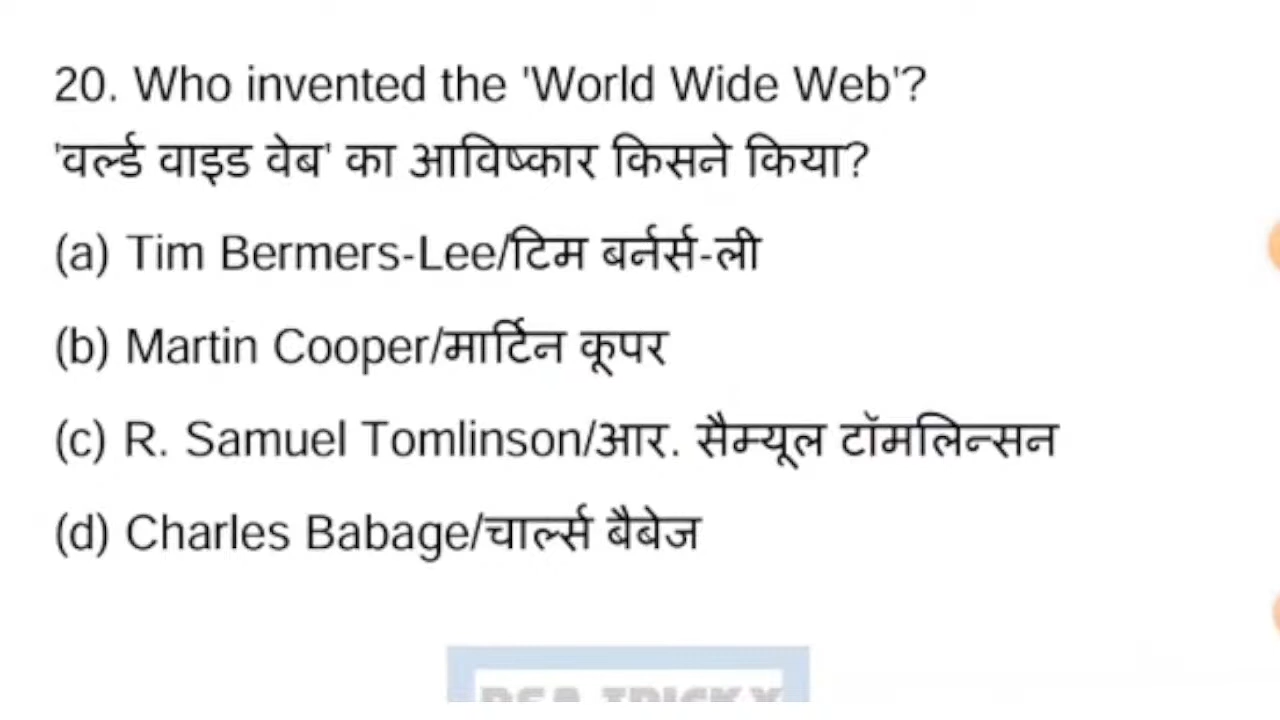 20. Who invented the 'World Wide Web'?
'वर्ल्ड वाइड वेब' का आविष्कार किसने किया?
(a) Tim Bermers-Lee/टिम बर्नर्स-ली
(b) Martin Cooper/मार्टिन कूपर
(c) R. Samuel Tomlinson/आर. सैम्यूल टॉमलिन्सन
(d) Charles Babage/चार्ल्स बैबेज